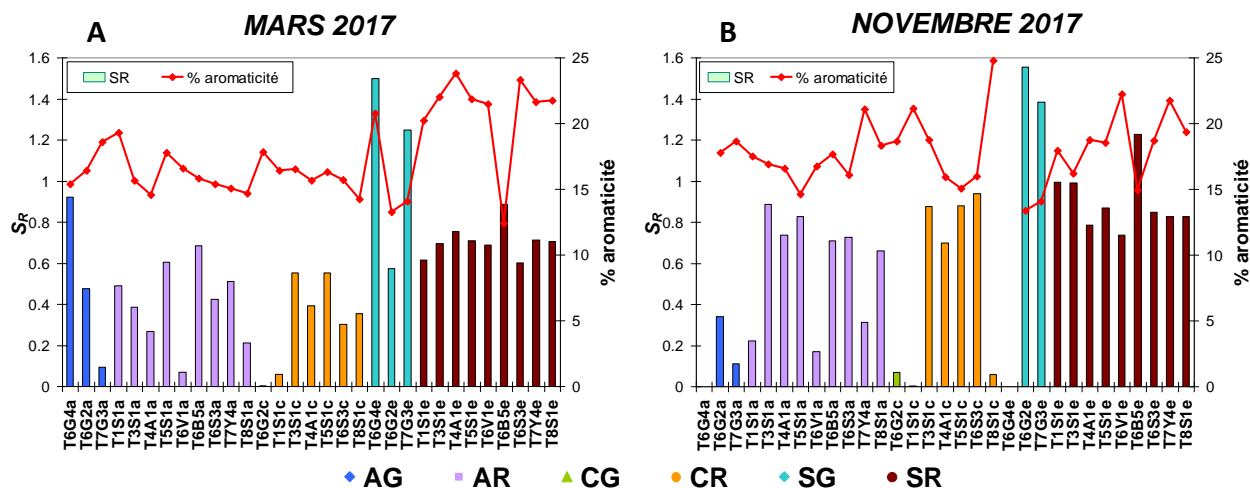 A
MARS 2017
SR
% aromaticité
S_R
1.6
1.4
1.2
1
0.8
0.6
0.4
0.2
0
25
20
15
10
5
0
% aromaticité
T6G4a
T6G2a
T7G3a
T1S1a
T3S1a
T4A1a
T5S1a
T6V1a
T6B5a
T6S3a
T7Y4a
T8S1a
T6G2c
T1S1c
T3S1c
T4A1c
T5S1c
T6S3c
T8S1c
T6G4e
T6G2e
T7G3e
T1S1e
T3S1e
T4A1e
T5S1e
T6V1e
T6B5e
T6S3e
T7Y4e
T8S1e
B
NOVEMBRE 2017
SR
% aromaticité
S_R
1.6
1.4
1.2
1
0.8
0.6
0.4
0.2
0
25
20
15
10
5
0
% aromaticité
T6G4a
T6G2a
T7G3a
T1S1a
T3S1a
T4A1a
T5S1a
T6V1a
T6B5a
T6S3a
T7Y4a
T8S1a
T6G2c
T1S1c
T3S1c
T4A1c
T5S1c
T6S3c
T8S1c
T6G4e
T6G2e
T7G3e
T1S1e
T3S1e
T4A1e
T5S1e
T6V1e
T6B5e
T6S3e
T7Y4e
T8S1e
AG AR CG CR SG SR